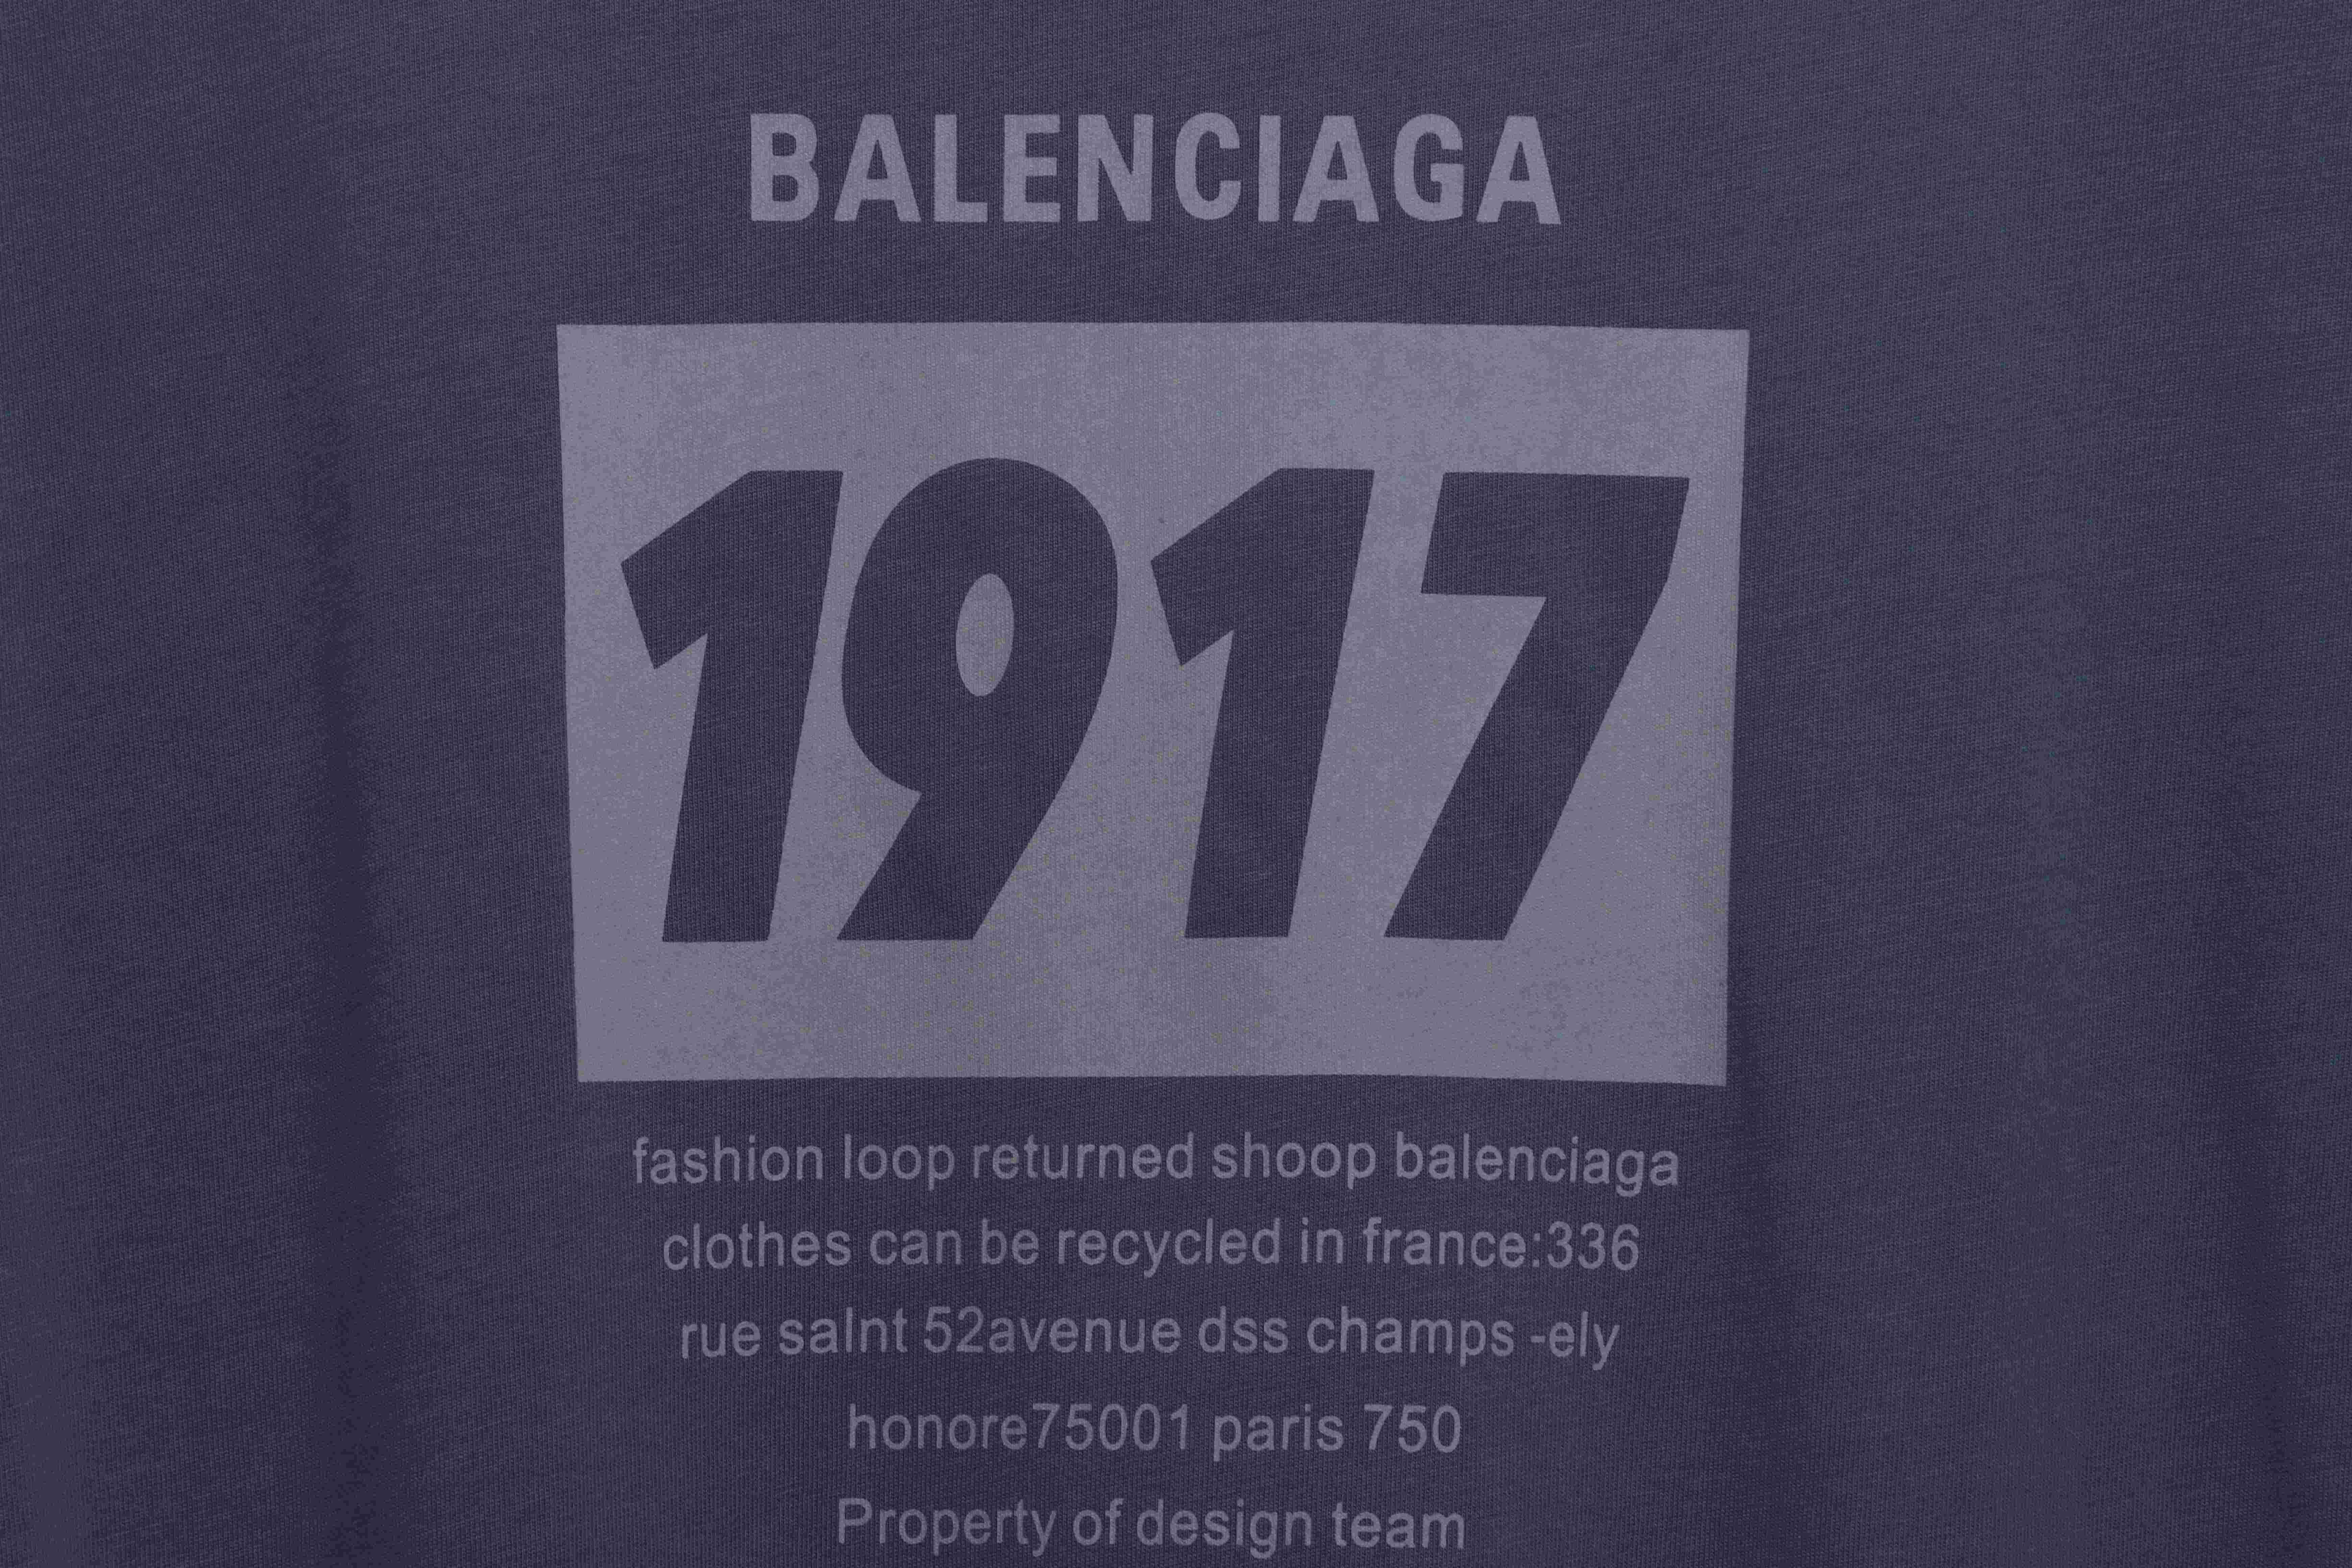 BALENCIAGA
1917
fashion loop returned shoop balenciaga
clothes can be recycled in france:336
rue salnt 52avenue dss champs -ely
honore75001 paris 750
Property of design team